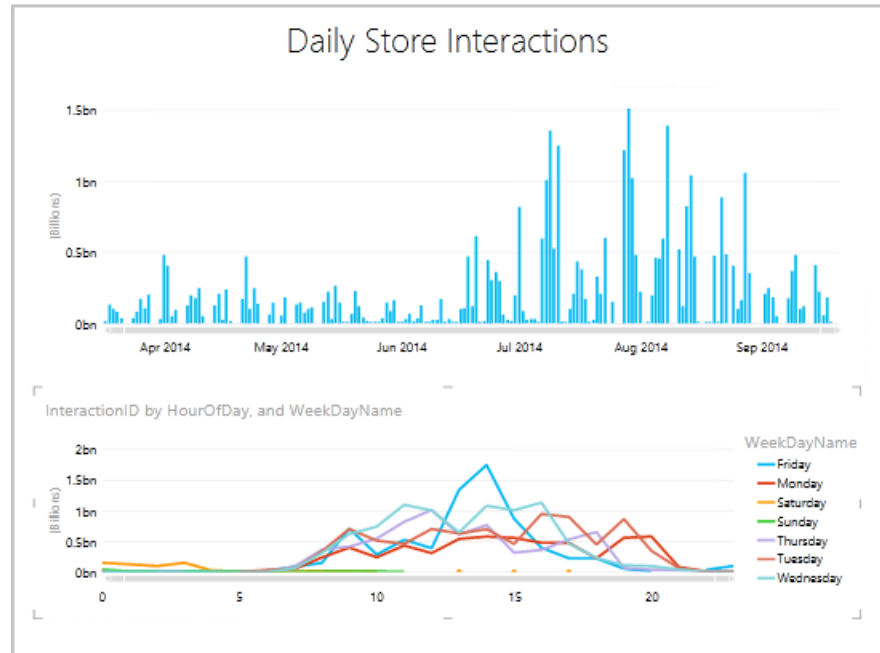 Daily Store Interactions
1.5bn
1bn
0.5bn
0bn
(Billions)
Apr 2014 May 2014 Jun 2014 Jul 2014 Aug 2014 Sep 2014
InteractionID by HourOfDay, and WeekDayName
2bn
1.5bn
1bn
0.5bn
0bn
(Billions)
0 5 10 15 20
WeekDayName
Friday
Monday
Saturday
Sunday
Thursday
Tuesday
Wednesday